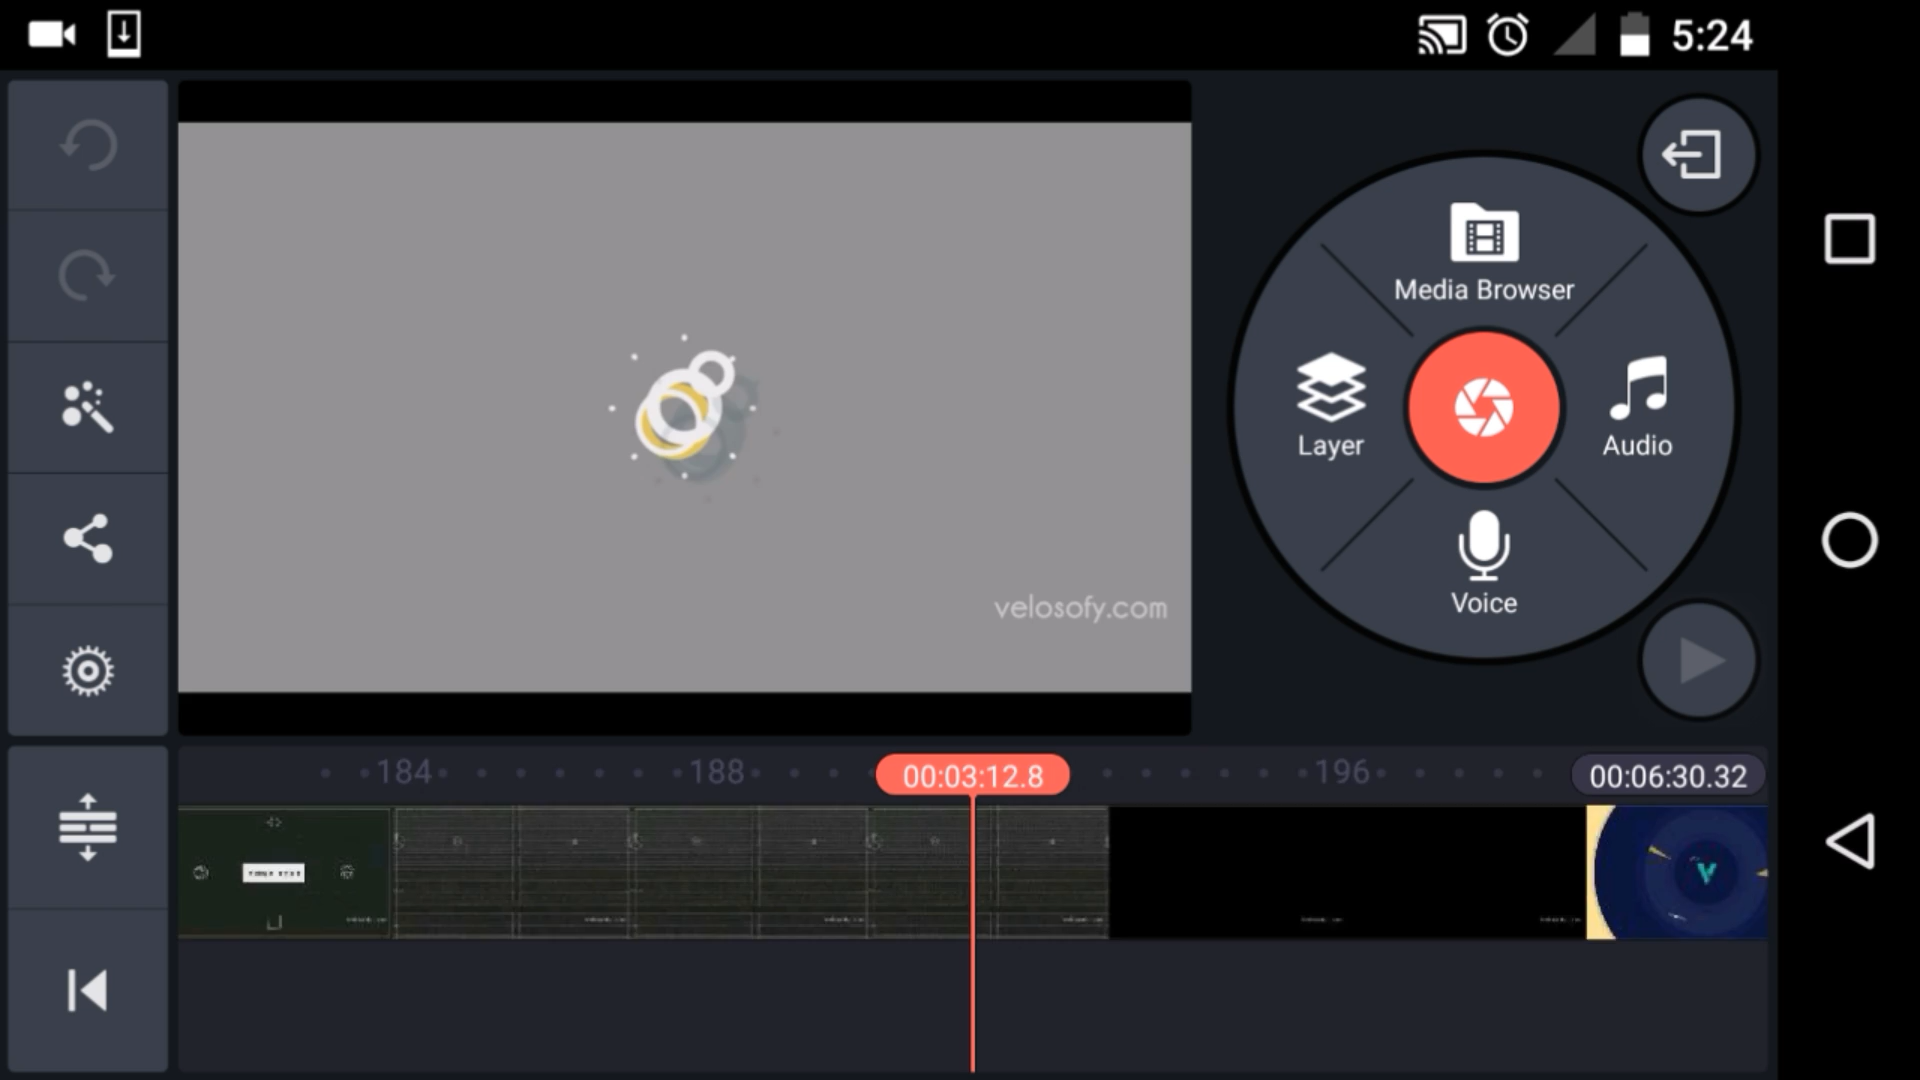 5:24
Media Browser
Layer
Audio
Voice
velosofy.com
184
188
00:03:12.8
196
00:06:30.32